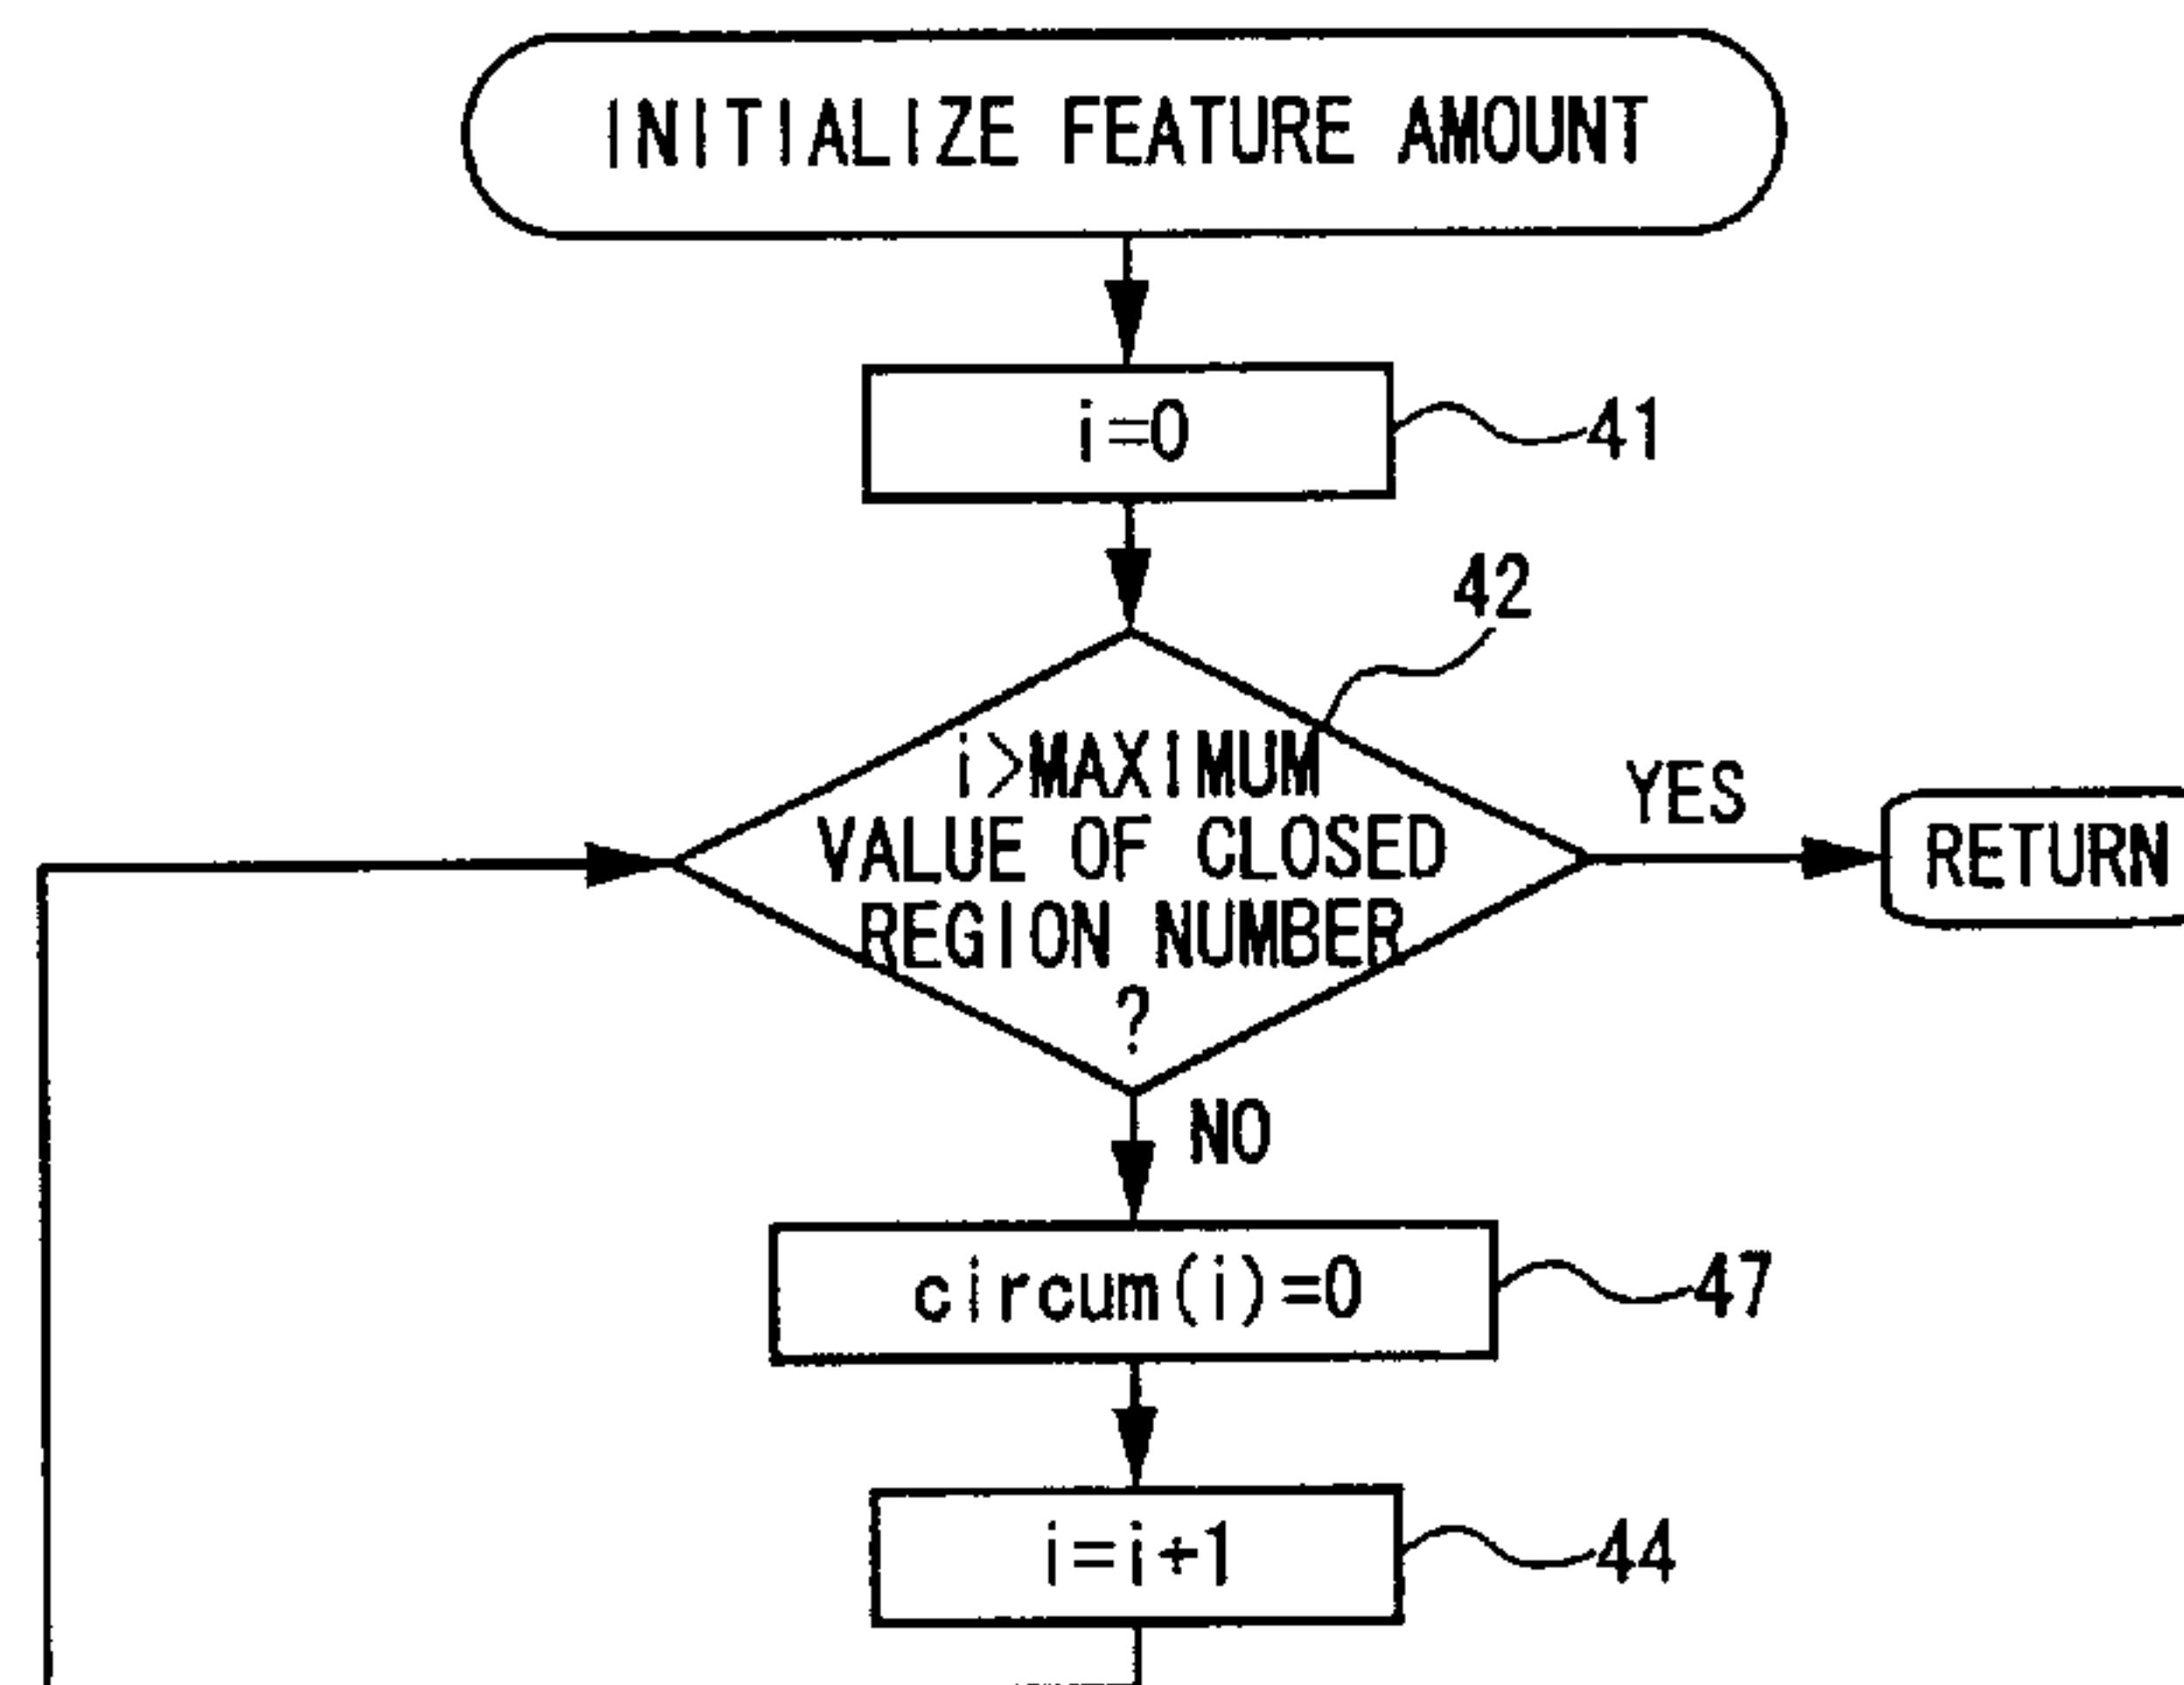 INITIALIZE FEATURE AMOUNT
i=0
41
42
i>MAXIMUM
VALUE OF CLOSED
REGION NUMBER
?
YES
RETURN
NO
circum(i)=0
47
i=i+1
44